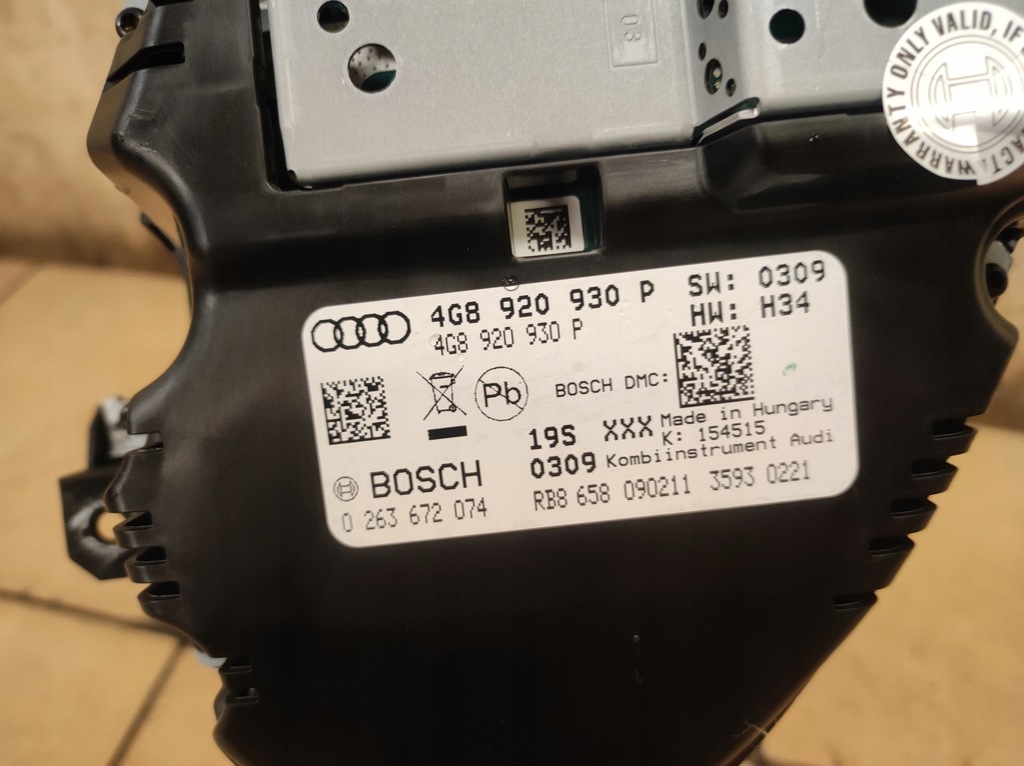 03
WARRANTY ONLY VALID, IF
4G8 920 930 P
4G8 920 930 P
SW: 0309
HW: H34
Pb
BOSCH DMC:
19S XXX
0309
Made in Hungary
K: 154515
Kombiinstrument Audi
BOSCH
0 263 672 074
RB8 658 090211 3593 0221